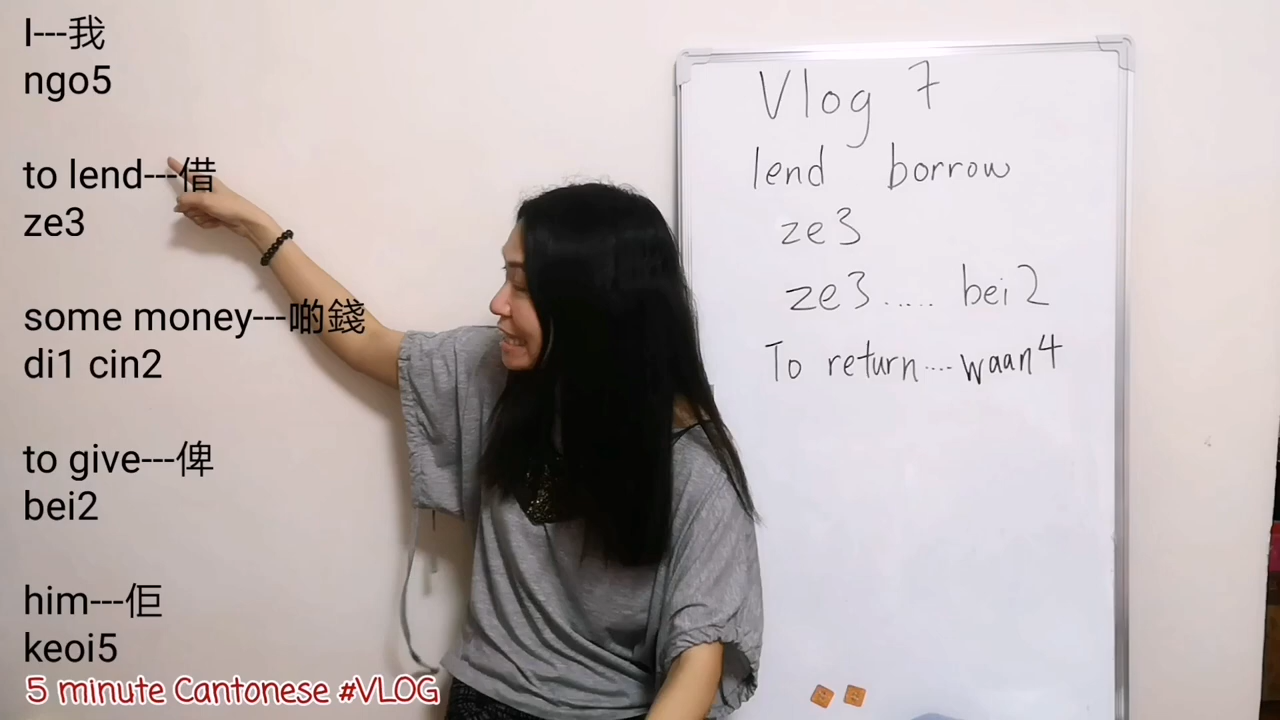 I---我
ngo5
to lend---借
ze3
some money---啲錢
di1 cin2
to give---俾
bei2
him---佢
keoi5
5 minute Cantonese #VLOG
Vlog 7
lend borrow
ze3
ze3...... bei2
To return.... waan4